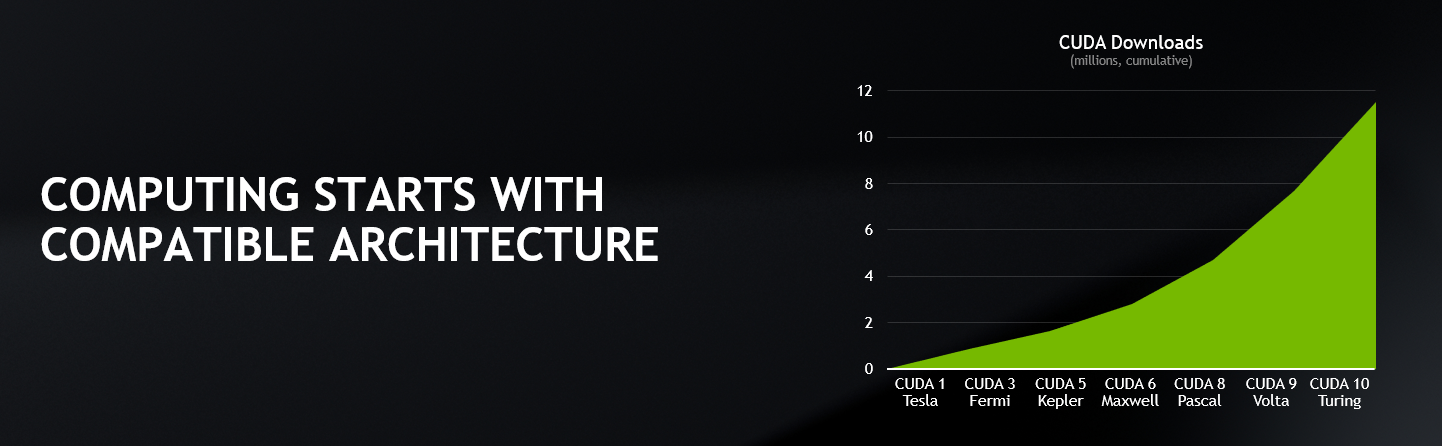 COMPUTING STARTS WITH
COMPATIBLE ARCHITECTURE
CUDA Downloads
(millions, cumulative)
12
10
8
6
4
2
0
CUDA 1 CUDA 3 CUDA 5 CUDA 6 CUDA 8 CUDA 9 CUDA 10
Tesla Fermi Kepler Maxwell Pascal Volta Turing